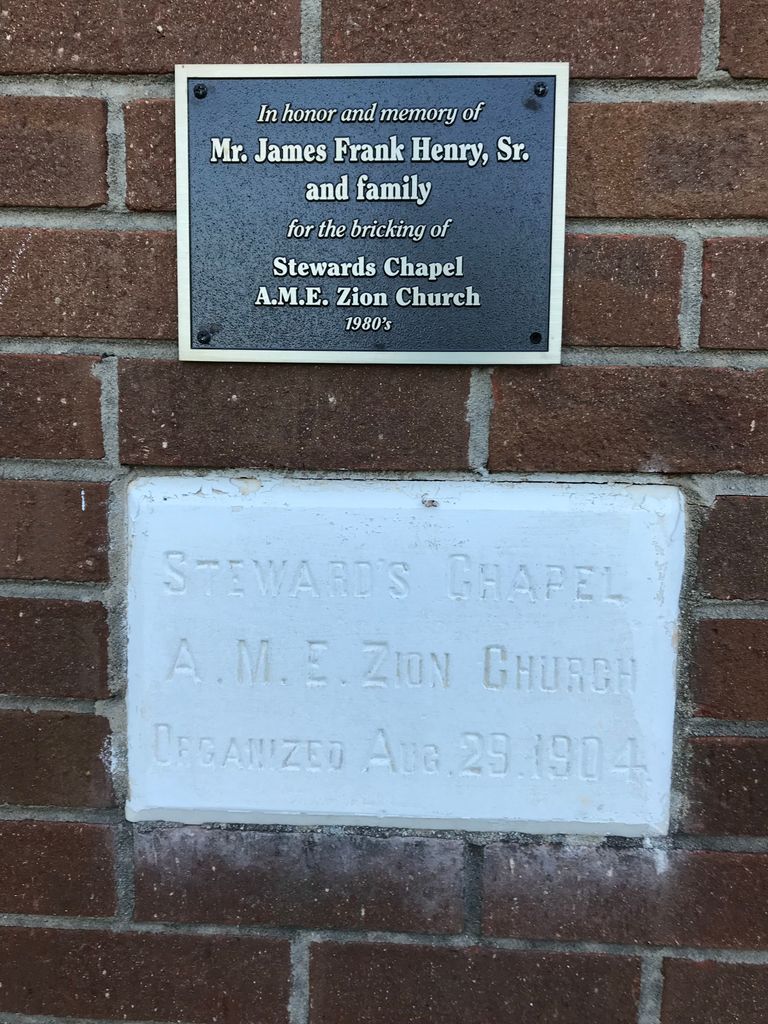 In honor and memory of
Mr. James Frank Henry, Sr.
and family
for the bricking of
Stewards Chapel
A.M.E. Zion Church
1980's
STEWARD'S CHAPEL
A.M.E. ZION CHURCH
ORGANIZED AUG.29.1904